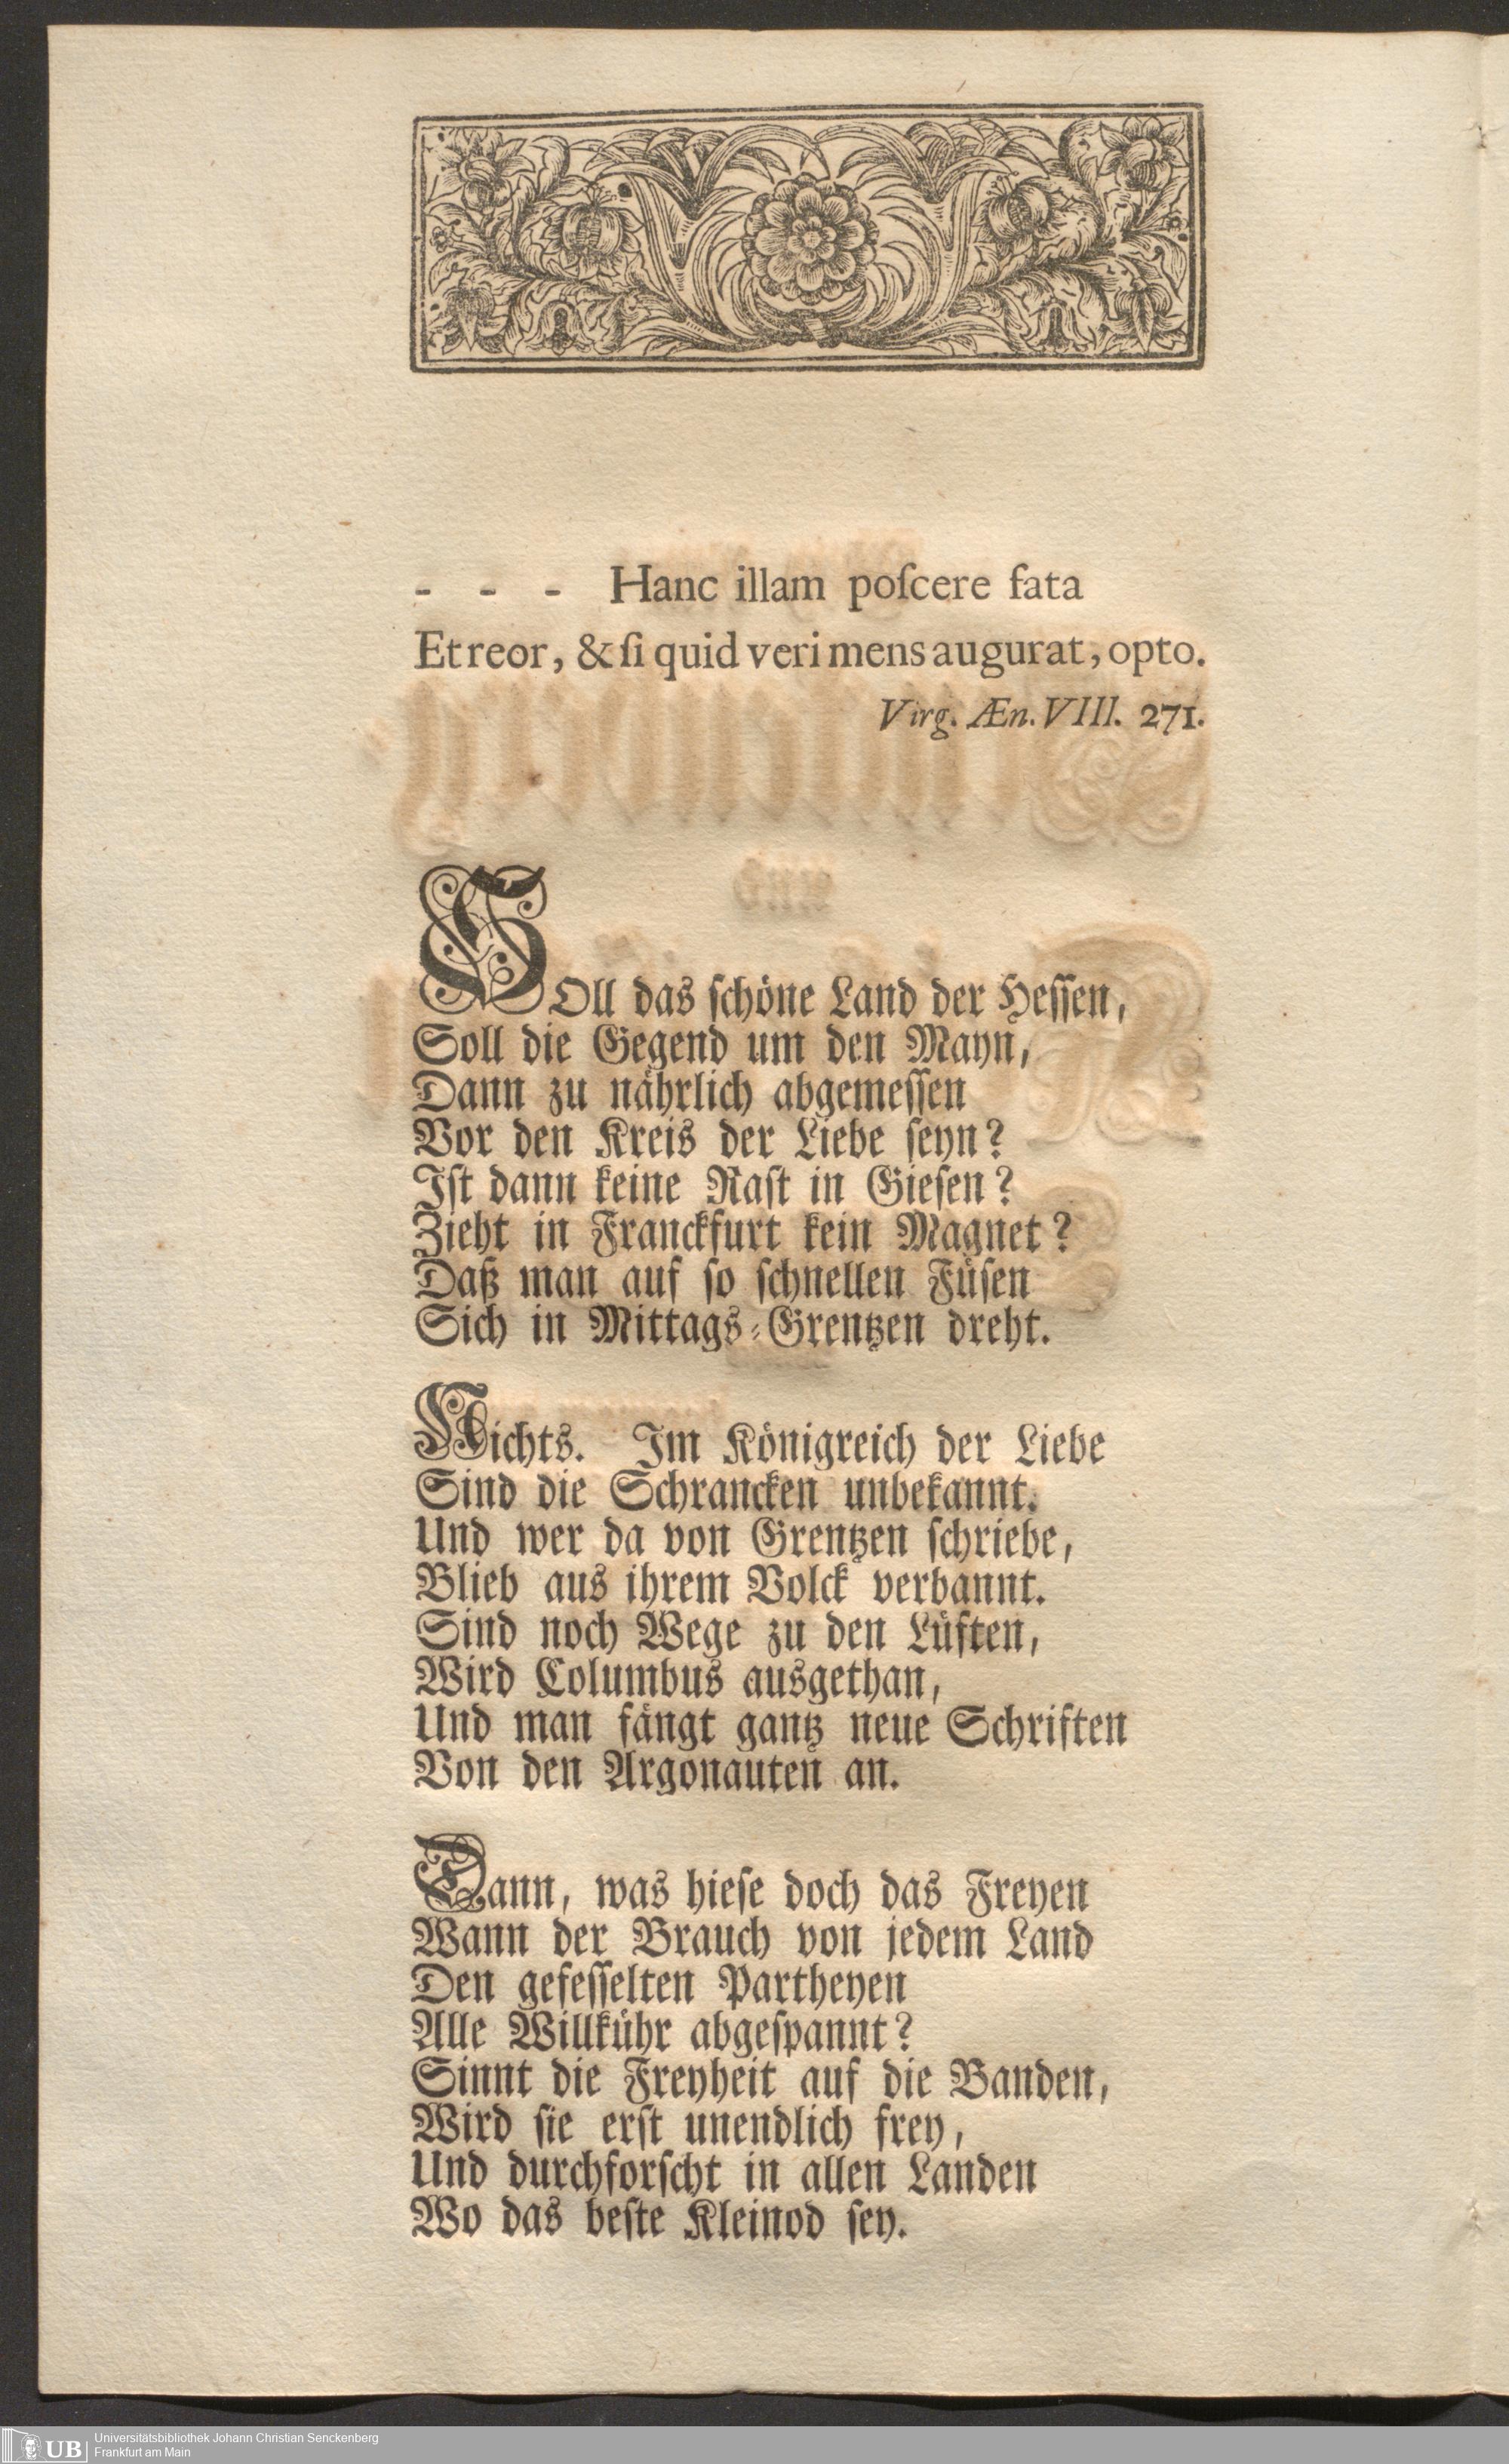 - - - Hanc illam poſcere fata
Et reor, & ſi quid veri mens augurat, opto.
Virg. Æn. VIII. 271.
SOll das ſchöne Land der Heſſen,
Soll die Gegend um den Mayn,
Dann zu nährlich abgemeſſen
Vor den Kreis der Liebe ſeyn?
Iſt dann keine Raſt in Gieſen?
Zieht in Franckfurt kein Magnet?
Daß man auf ſo ſchnellen Füſen
Sich in Mittags-Grentzen dreht.
Nichts. Im Königreich der Liebe
Sind die Schrancken unbekannt.
Und wer da von Grentzen ſchriebe,
Blieb aus ihrem Volck verbannt.
Sind noch Wege zu den Lüften,
Wird Columbus ausgethan,
Und man fängt gantz neue Schriften
Von den Argonauten an.
Dann, was hieſe doch das Freyen
Wann der Brauch von jedem Land
Den gefeſſelten Partheyen
Alle Willkühr abgeſpannt?
Sinnt die Freyheit auf die Banden,
Wird ſie erſt unendlich frey,
Und durchforſcht in allen Landen
Wo das beſte Kleinod ſey.
UB
Universitätsbibliothek Johann Christian Senckenberg
Frankfurt am Main